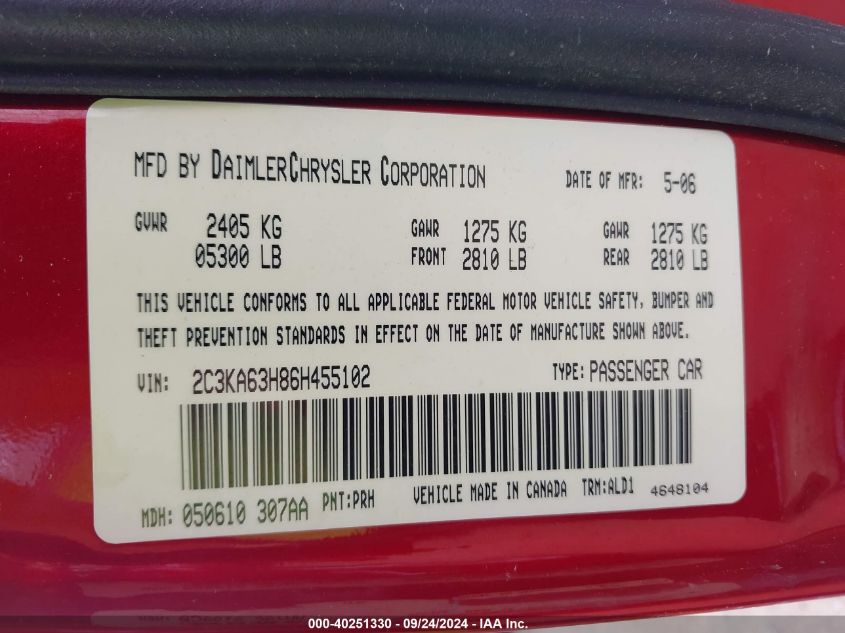 MFD BY DAIMLERCHRYSLER CORPORATION DATE OF MFR: 5-06
GVWR 2405 KG GAWR 1275 KG GAWR 1275 KG
05300 LB FRONT 2810 LB REAR 2810 LB
THIS VEHICLE CONFORMS TO ALL APPLICABLE FEDERAL MOTOR VEHICLE SAFETY, BUMPER AND
THEFT PREVENTION STANDARDS IN EFFECT ON THE DATE OF MANUFACTURE SHOWN ABOVE.
VIN: 2C3KA63H86H455102 TYPE: PASSENGER CAR
MDH: 050610 307AA PNT:PRH VEHICLE MADE IN CANADA TRM:ALD1 4648104
000-40251330 - 09/24/2024 - IAA Inc.